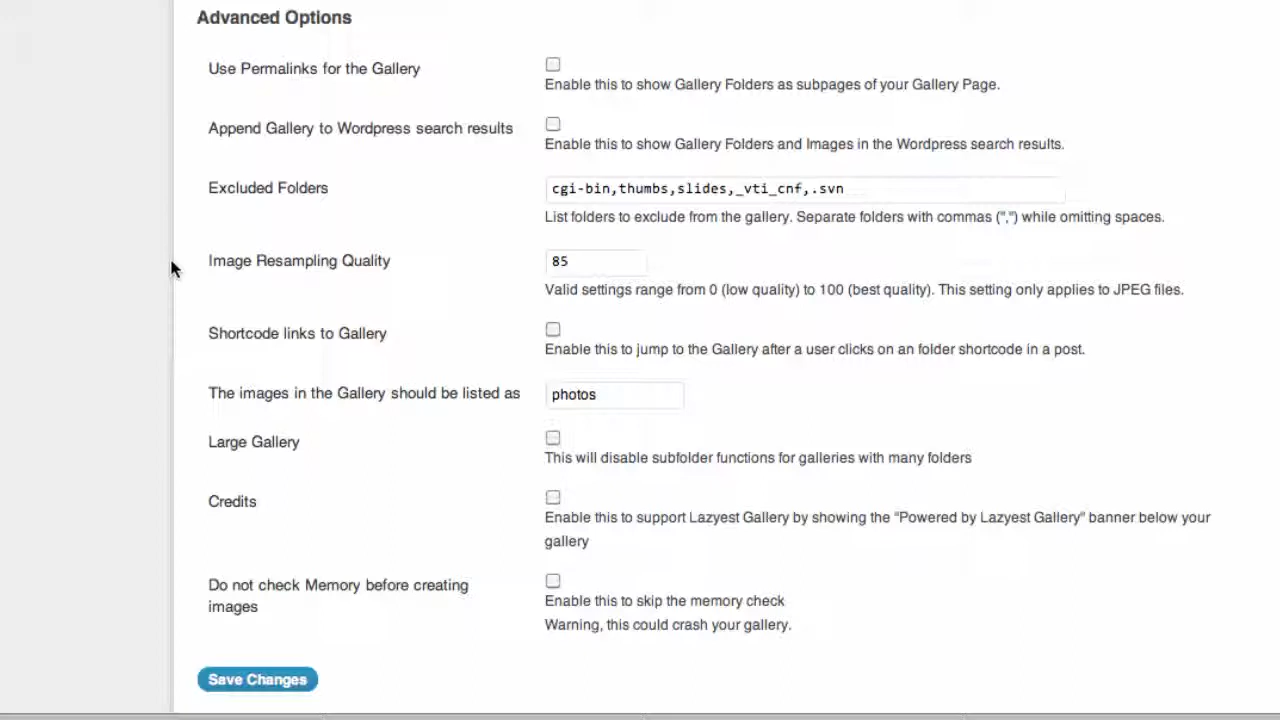 Advanced Options
Use Permalinks for the Gallery
Enable this to show Gallery Folders as subpages of your Gallery Page.
Append Gallery to Wordpress search results
Enable this to show Gallery Folders and Images in the Wordpress search results.
Excluded Folders
cgi-bin,thumbs,slides,_vti_cnf,.svn
List folders to exclude from the gallery. Separate folders with commas (",") while omitting spaces.
Image Resampling Quality
85
Valid settings range from 0 (low quality) to 100 (best quality). This setting only applies to JPEG files.
Shortcode links to Gallery
Enable this to jump to the Gallery after a user clicks on an folder shortcode in a post.
The images in the Gallery should be listed as
photos
Large Gallery
This will disable subfolder functions for galleries with many folders
Credits
Enable this to support Lazyest Gallery by showing the "Powered by Lazyest Gallery" banner below your
gallery
Do not check Memory before creating
images
Enable this to skip the memory check
Warning, this could crash your gallery.
Save Changes